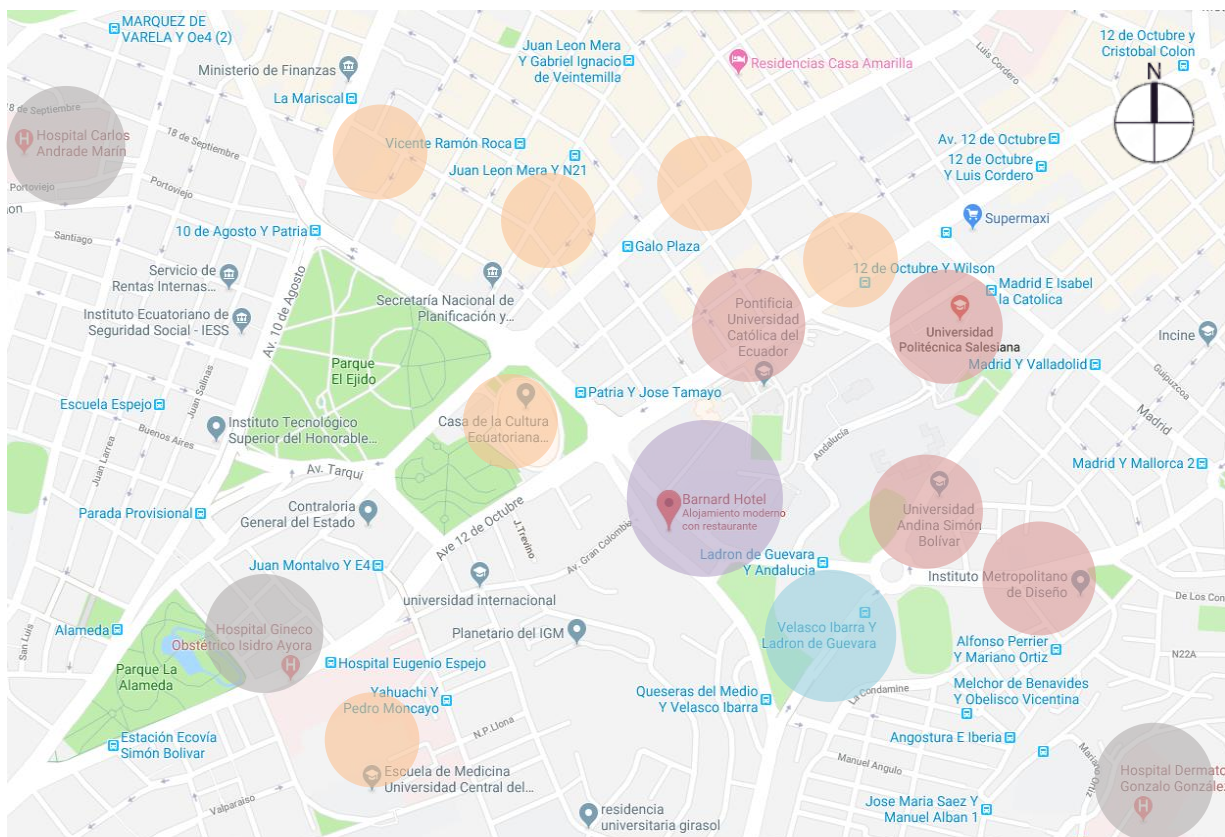 MARQUEZ DE
VARELA Y Oe4 (2)
Ministerio de Finanzas
La Mariscal
Juan Leon Mera
Y Gabriel Ignacio
de Veintemilla
Residencias Casa Amarilla
Luis Cordero
12 de Octubre y
Cristobal Colon
N
18 de Septiembre
Hospital Carlos
Andrade Marín
18 de Septiembre
Portoviejo
Portoviejo
Vicente Ramón Roca
Juan Leon Mera Y N21
Av. 12 de Octubre
12 de Octubre
Y Luis Cordero
Supermaxi
Santiago
10 de Agosto Y Patria
Galo Plaza
Servicio de
Rentas Internas...
Av. 10 de Agosto
Secretaría Nacional de
Planificación y...
12 de Octubre Y Wilson
Madrid E Isabel
la Catolica
Instituto Ecuatoriano de
Seguridad Social - IESS
Pontificia
Universidad
Católica del
Ecuador
Universidad
Politécnica Salesiana
Incine
Parque
El Ejido
Madrid Y Valladolid
Guipuzcoa
Juan Salinas
Patria Y Jose Tamayo
Escuela Espejo
Instituto Tecnológico
Superior del Honorable...
Casa de la Cultura
Ecuatoriana...
Madrid
Buenos Aires
Andalucía
Juan Larrea
Av. Tarqui
Madrid Y Mallorca 2
Parada Provisional
Contraloria
General del Estado
Ave 12 de Octubre
J.Trevino
Av. Gran Colombia
Barnard Hotel
Alojamiento moderno
con restaurante
Universidad
Andina Simón
Bolívar
Juan Montalvo Y E4
Ladron de Guevara
Y Andalucia
Instituto Metropolitano
de Diseño
universidad internacional
De Los Con
San Luis
Alameda
Hospital Gineco
Obstétrico Isidro Ayora
Planetario del IGM
Velasco Ibarra Y
Ladron de Guevara
Alfonso Perrier
Y Mariano Ortiz
N22A
Parque La
Alameda
Hospital Eugenio Espejo
Yahuachi Y
Pedro Moncayo
Queseras del Medio
Y Velasco Ibarra
La Condamine
Melchor de Benavides
Y Obelisco Vicentina
N.P.Llona
Estación Ecovía
Simón Bolivar
Angostura E Iberia
Manuel Angulo
Mariano Ortiz
Escuela de Medicina
Universidad Central del...
Hospital Dermato
Gonzalo González
Valparaiso
residencia
universitaria girasol
Jose Maria Saez Y
Manuel Alban 1